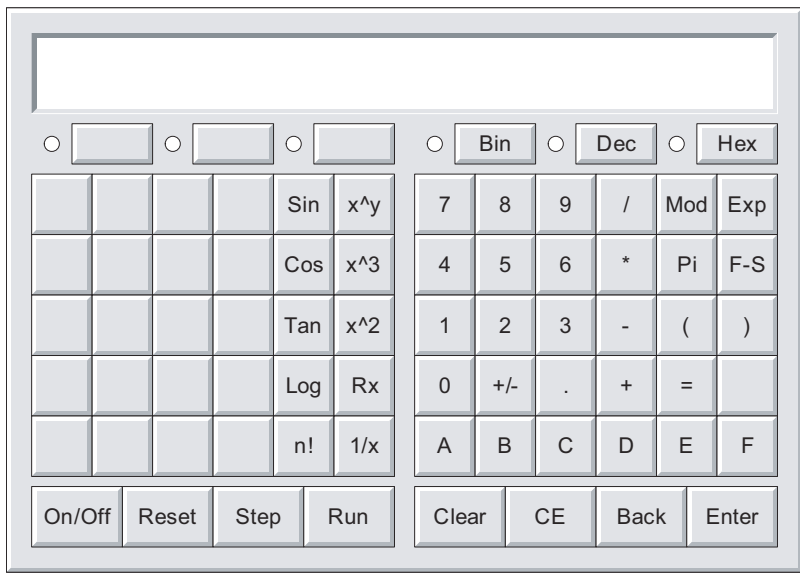 Bin Dec Hex
Sin x^y 7 8 9 / Mod Exp
Cos x^3 4 5 6 * Pi F-S
Tan x^2 1 2 3 - ( )
Log Rx 0 +/- . + =
n! 1/x A B C D E F
On/Off Reset Step Run Clear CE Back Enter